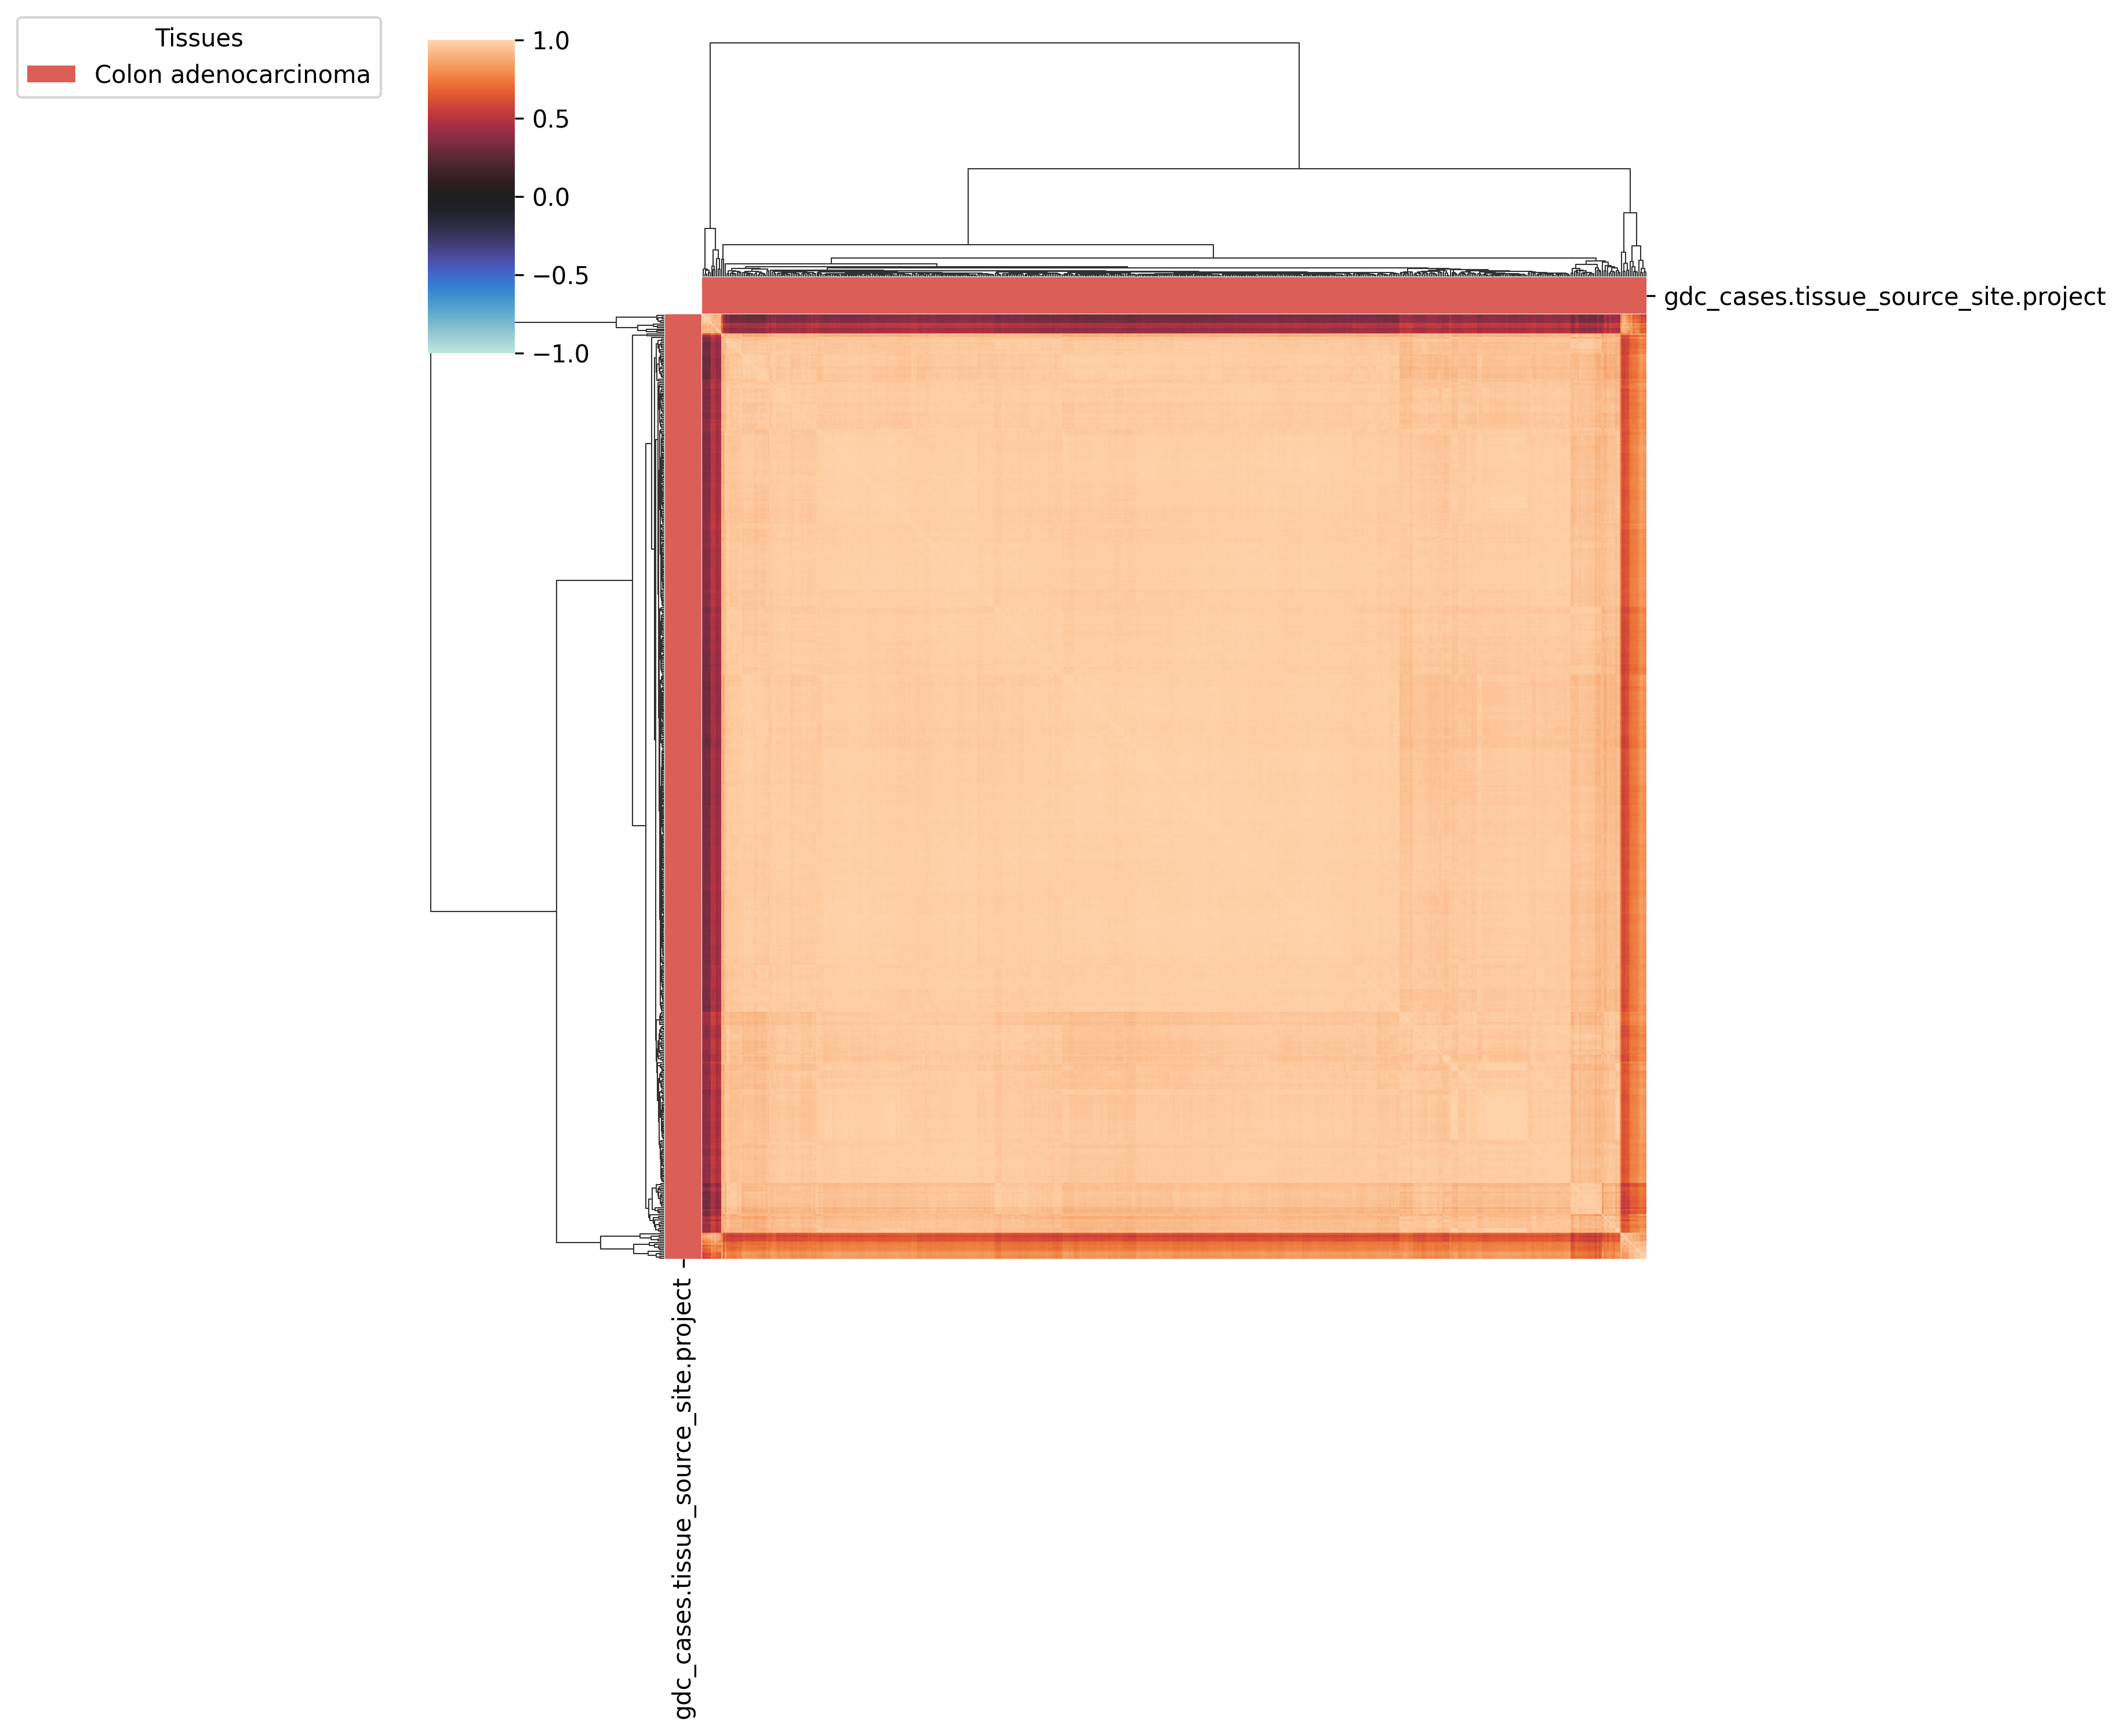 Tissues
Colon adenocarcinoma
1.0
0.5
0.0
−0.5
−1.0
gdc_cases.tissue_source_site.project
gdc_cases.tissue_source_site.project